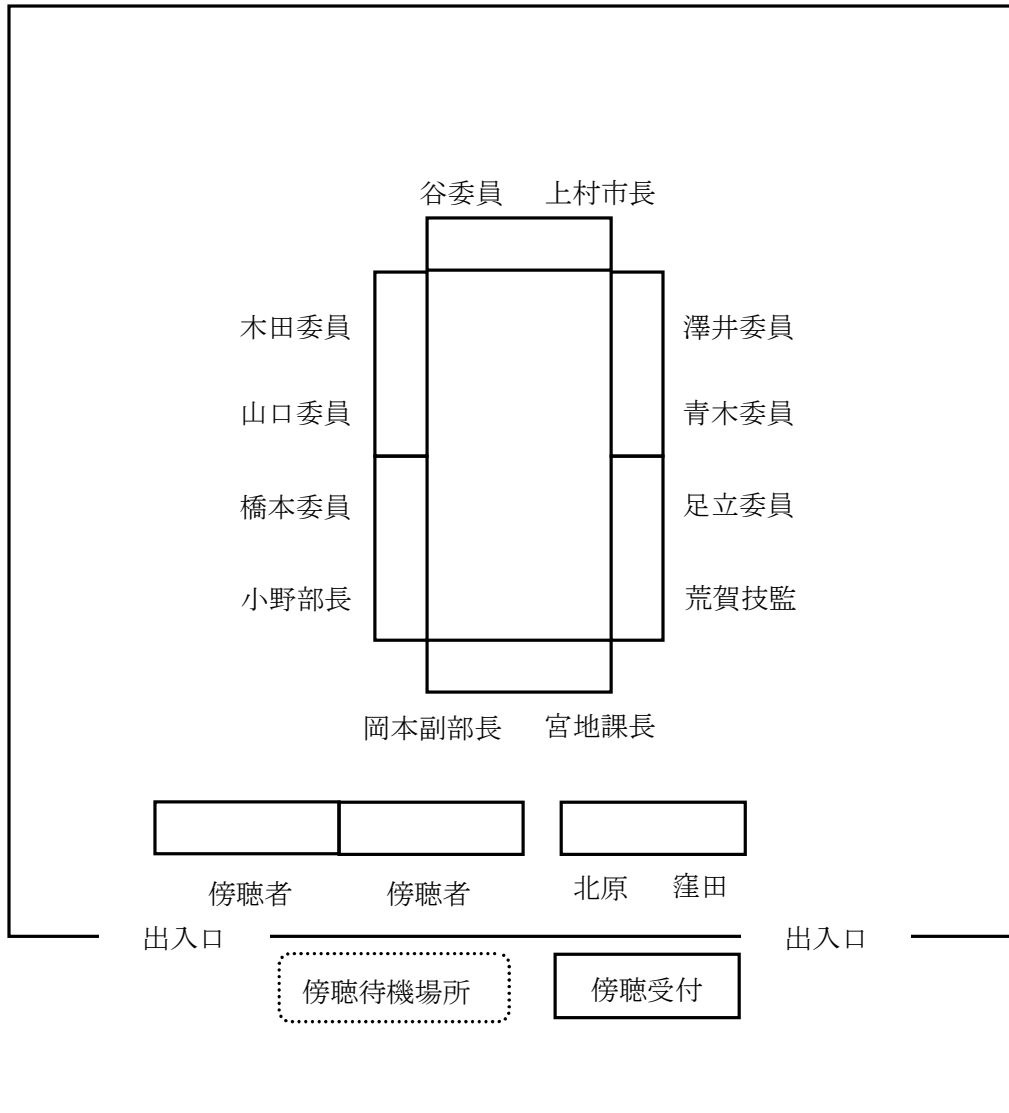 谷委員 上村市長
木田委員 澤井委員
山口委員 青木委員
橋本委員 足立委員
小野部長 荒賀技監
岡本副部長 宮地課長
傍聴者 傍聴者 北原 窪田
出入口 出入口
傍聴待機場所 傍聴受付